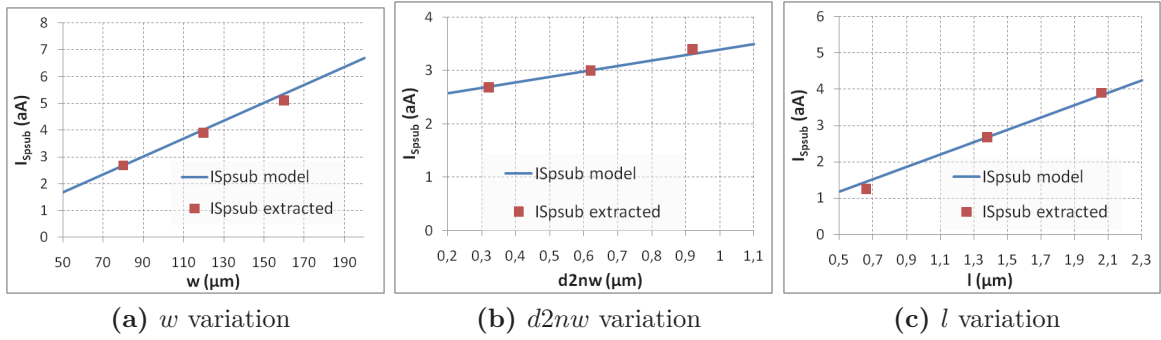 8
7
6
5
4
3
2
1
0
I_Spsub (aA)
ISpsub model
ISpsub extracted
50 70 90 110 130 150 170 190
w (µm)
(a) w variation
4
3
2
1
0
I_Spsub (aA)
ISpsub model
ISpsub extracted
0,2 0,3 0,4 0,5 0,6 0,7 0,8 0,9 1 1,1
d2nw (µm)
(b) d2nw variation
6
5
4
3
2
1
0
I_Spsub (aA)
ISpsub model
ISpsub extracted
0,5 0,7 0,9 1,1 1,3 1,5 1,7 1,9 2,1 2,3
l (µm)
(c) l variation